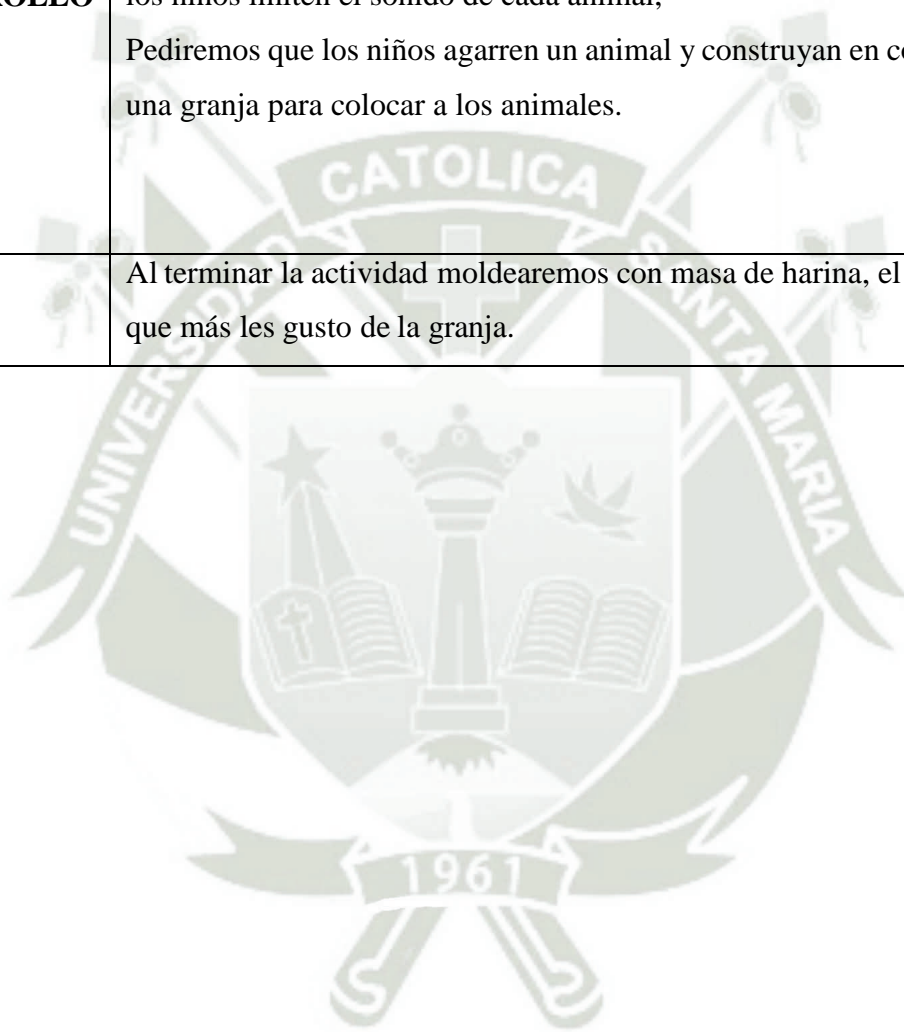 los niños imiten el sonido de cada animal,
Pediremos que los niños agarren un animal y construyan en
una granja para colocar a los animales.
Al terminar la actividad moldearemos con masa de harina, el
que más les gusto de la granja.
UNIVERSIDAD CATOLICA SANTA MARIA
1961